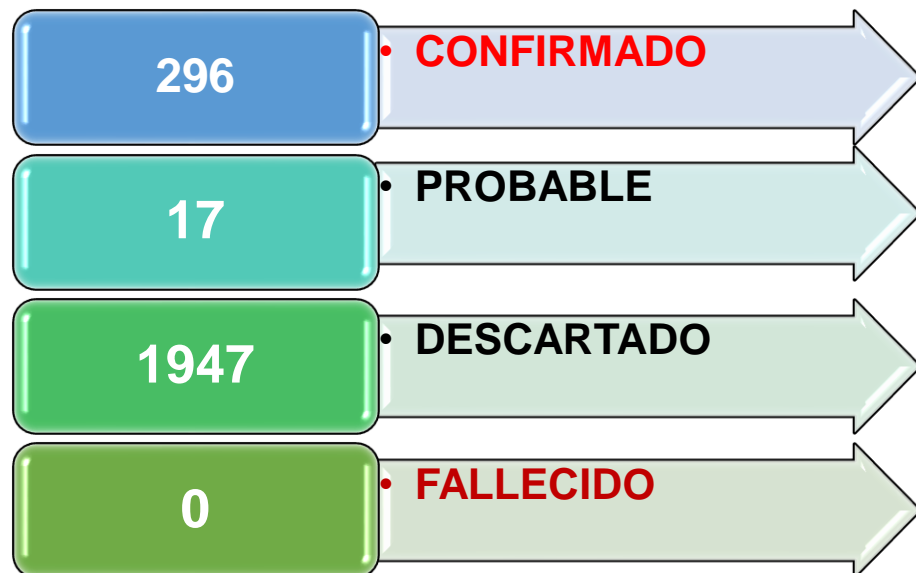 296
• CONFIRMADO
17
• PROBABLE
1947
• DESCARTADO
0
• FALLECIDO